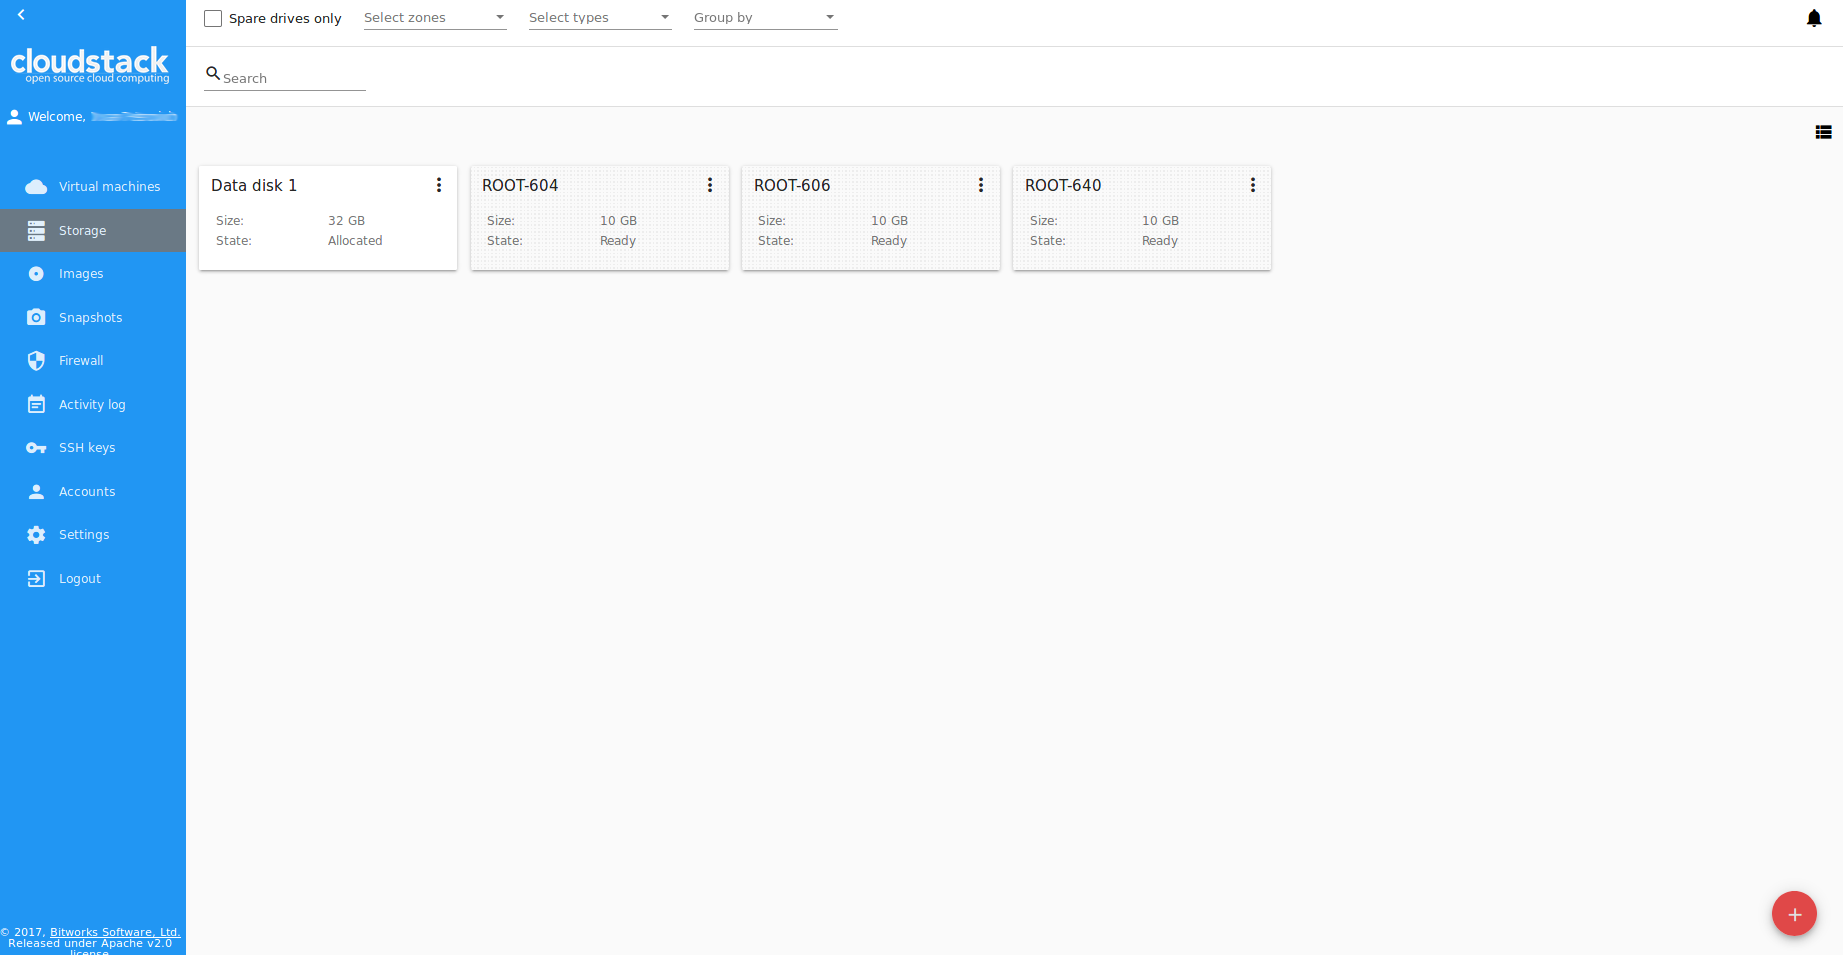 Spare drives only
Select zones
Select types
Group by
cloudstack
open source cloud computing
Search
Welcome,
Virtual machines
Storage
Images
Snapshots
Firewall
Activity log
SSH keys
Accounts
Settings
Logout
Data disk 1
Size: 32 GB
State: Allocated
ROOT-604
Size: 10 GB
State: Ready
ROOT-606
Size: 10 GB
State: Ready
ROOT-640
Size: 10 GB
State: Ready
© 2017, Bitworks Software, Ltd.
Released under Apache v2.0
license